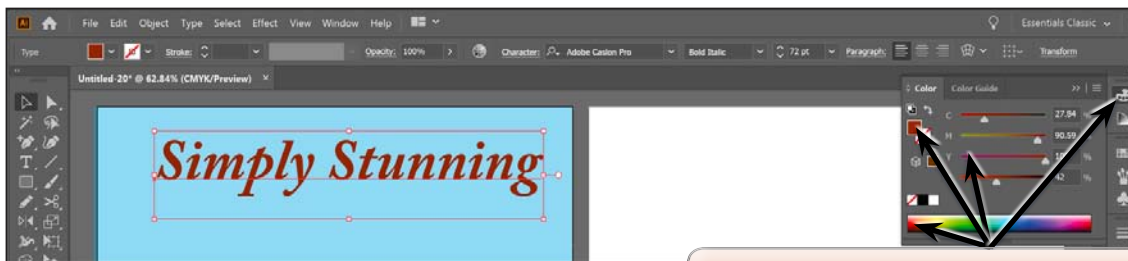 Ai File Edit Object Type Select Effect View Window Help Essentials Classic
Type Stroke: Opacity: 100% Character: Adobe Caslon Pro Bold Italic 72 pt Paragraph: Transform
Untitled-20* @ 62.84% (CMYK/Preview) ×
Color Color Guide
C 27.84
M 90.59
Y %
42 %
Simply Stunning